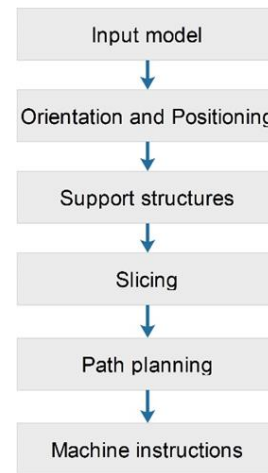 Input model
Orientation and Positioning
Support structures
Slicing
Path planning
Machine instructions